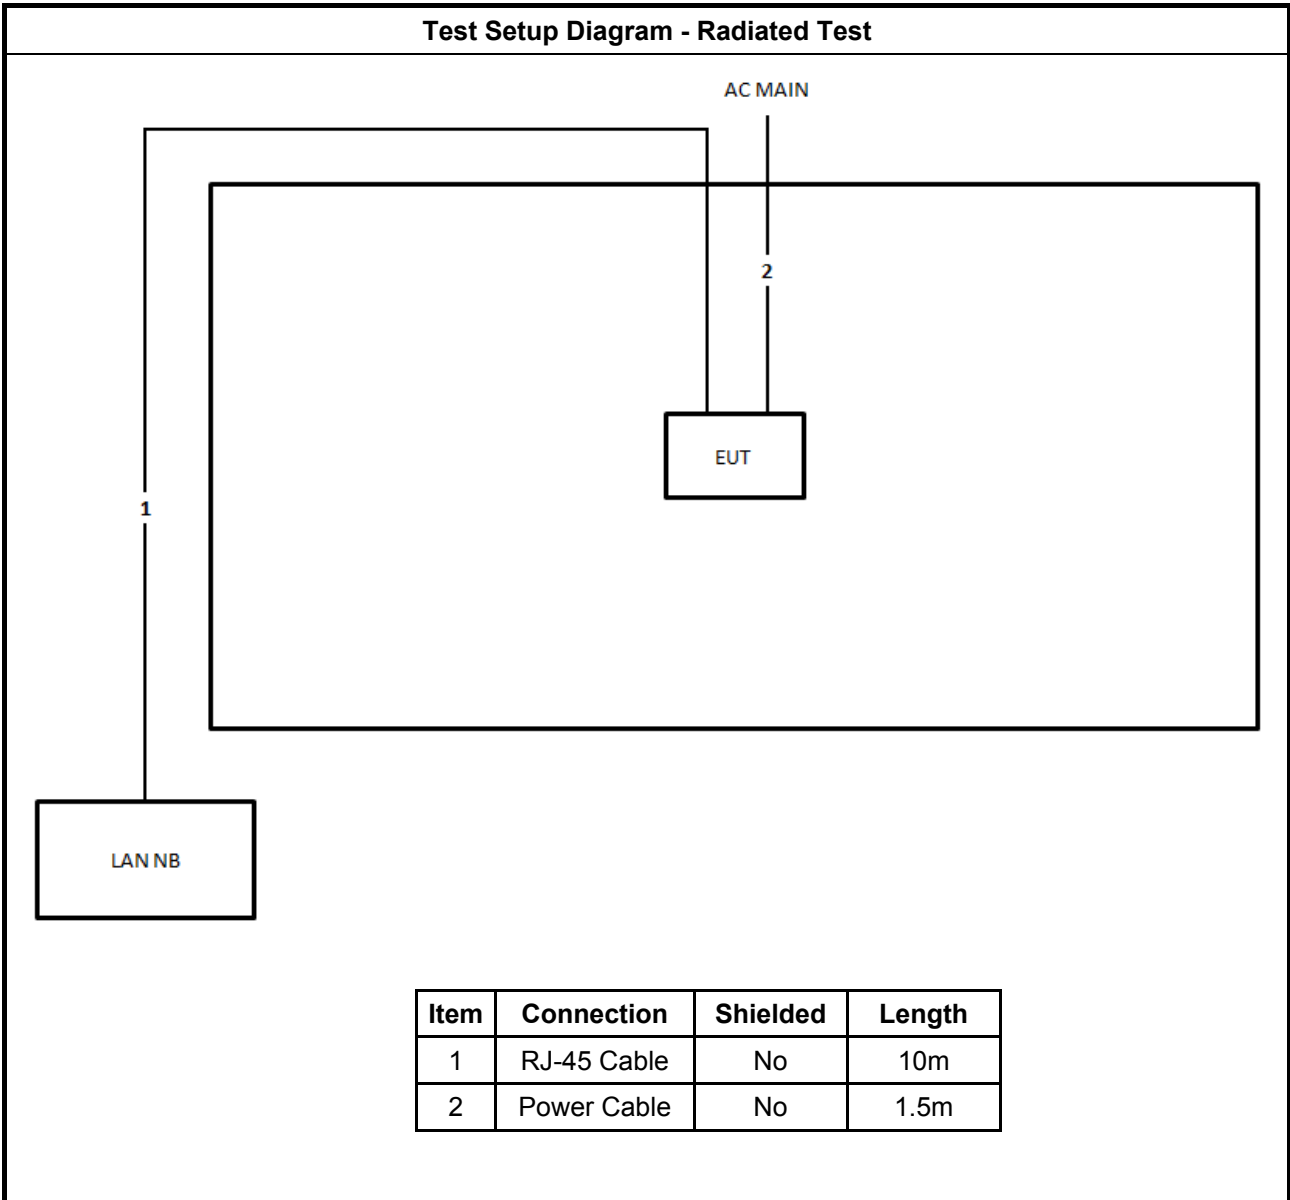 Test Setup Diagram - Radiated Test
AC MAIN
2
EUT
1
LAN NB
Item Connection Shielded Length
1 RJ-45 Cable No 10m
2 Power Cable No 1.5m